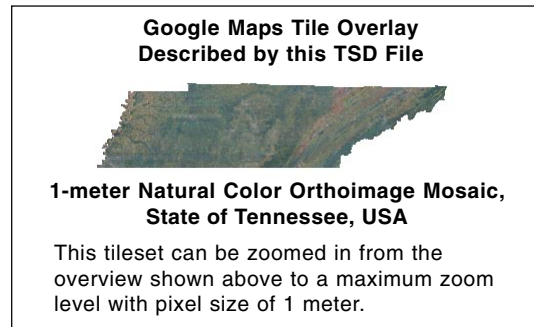 Google Maps Tile Overlay
Described by this TSD File
1-meter Natural Color Orthoimage Mosaic,
State of Tennessee, USA
This tileset can be zoomed in from the
overview shown above to a maximum zoom
level with pixel size of 1 meter.